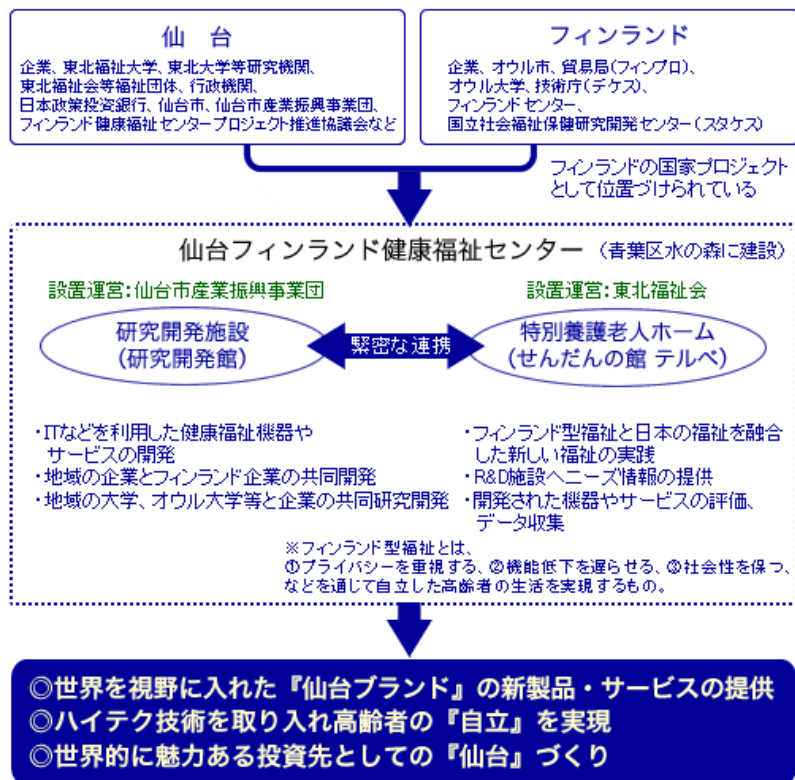 仙 台
企業、東北福祉大学、東北大学等研究機関、
東北福祉会等福祉団体、行政機関、
日本政策投資銀行、仙台市、仙台市産業振興事業団、
フィンランド健康福祉センタープロジェクト推進協議会など
フィンランド
企業、オウル市、貿易局(フィンプロ)、
オウル大学、技術庁(テケス)、
フィンランドセンター、
国立社会福祉保健研究開発センター(スタケス)
フィンランドの国家プロジェクト
として位置づけられている
仙台フィンランド健康福祉センター (青葉区水の森に建設)
設置運営:仙台市産業振興事業団
研究開発施設
(研究開発館)
緊密な連携
設置運営:東北福祉会
特別養護老人ホーム
(せんだんの館 テルベ)
・ITなどを利用した健康福祉機器や
サービスの開発
・地域の企業とフィンランド企業の共同開発
・地域の大学、オウル大学等と企業の共同研究開発
・フィンランド型福祉と日本の福祉を融合
した新しい福祉の実践
・R&D施設へニーズ情報の提供
・開発された機器やサービスの評価、
データ収集
※フィンランド型福祉とは、
①プライバシーを重視する、②機能低下を遅らせる、③社会性を保つ、
などを通じて自立した高齢者の生活を実現するもの。
◎世界を視野に入れた『仙台ブランド』の新製品・サービスの提供
◎ハイテク技術を取り入れ高齢者の『自立』を実現
◎世界的に魅力ある投資先としての『仙台』づくり